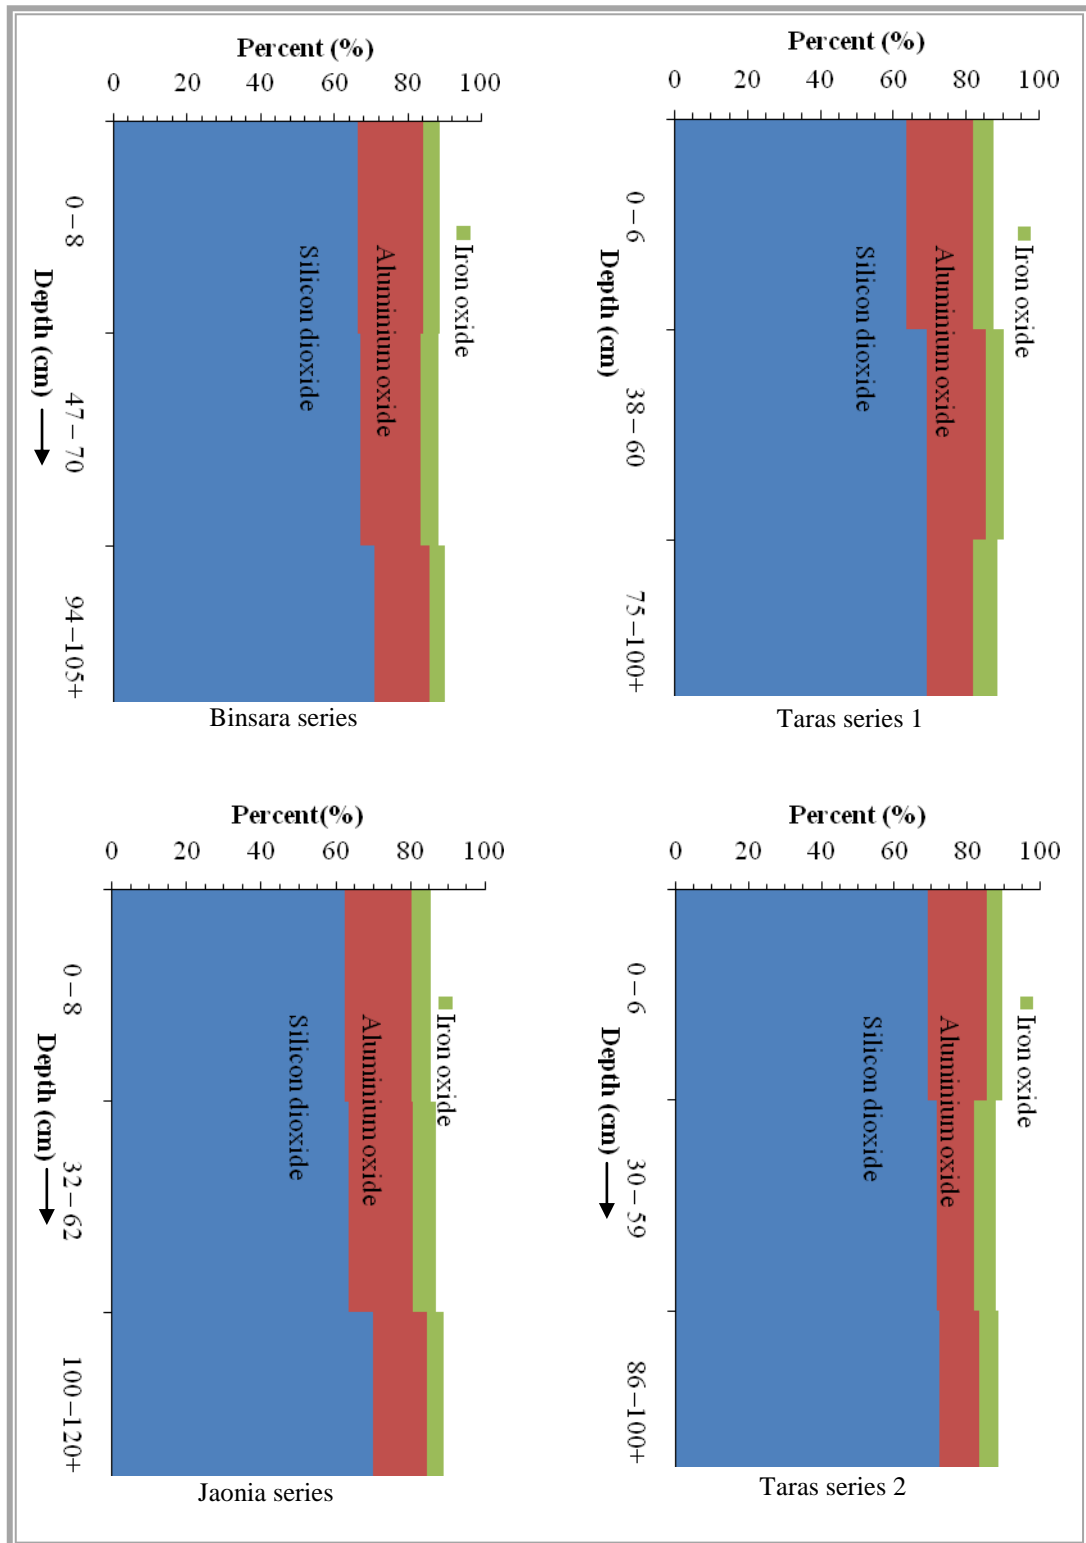 Percent (%)
0 20 40 60 80 100
0–8
47–70
94–105+
Depth (cm)
Silicon dioxide
Aluminium oxide
Iron oxide
Binsara series
Percent (%)
0 20 40 60 80 100
0–6
38–60
75–100+
Depth (cm)
Silicon dioxide
Aluminium oxide
Iron oxide
Taras series 1
Percent(%)
0 20 40 60 80 100
0–8
32–62
100–120+
Depth (cm)
Silicon dioxide
Aluminium oxide
Iron oxide
Jaonia series
Percent (%)
0 20 40 60 80 100
0–6
30–59
86–100+
Depth (cm)
Silicon dioxide
Aluminium oxide
Iron oxide
Taras series 2